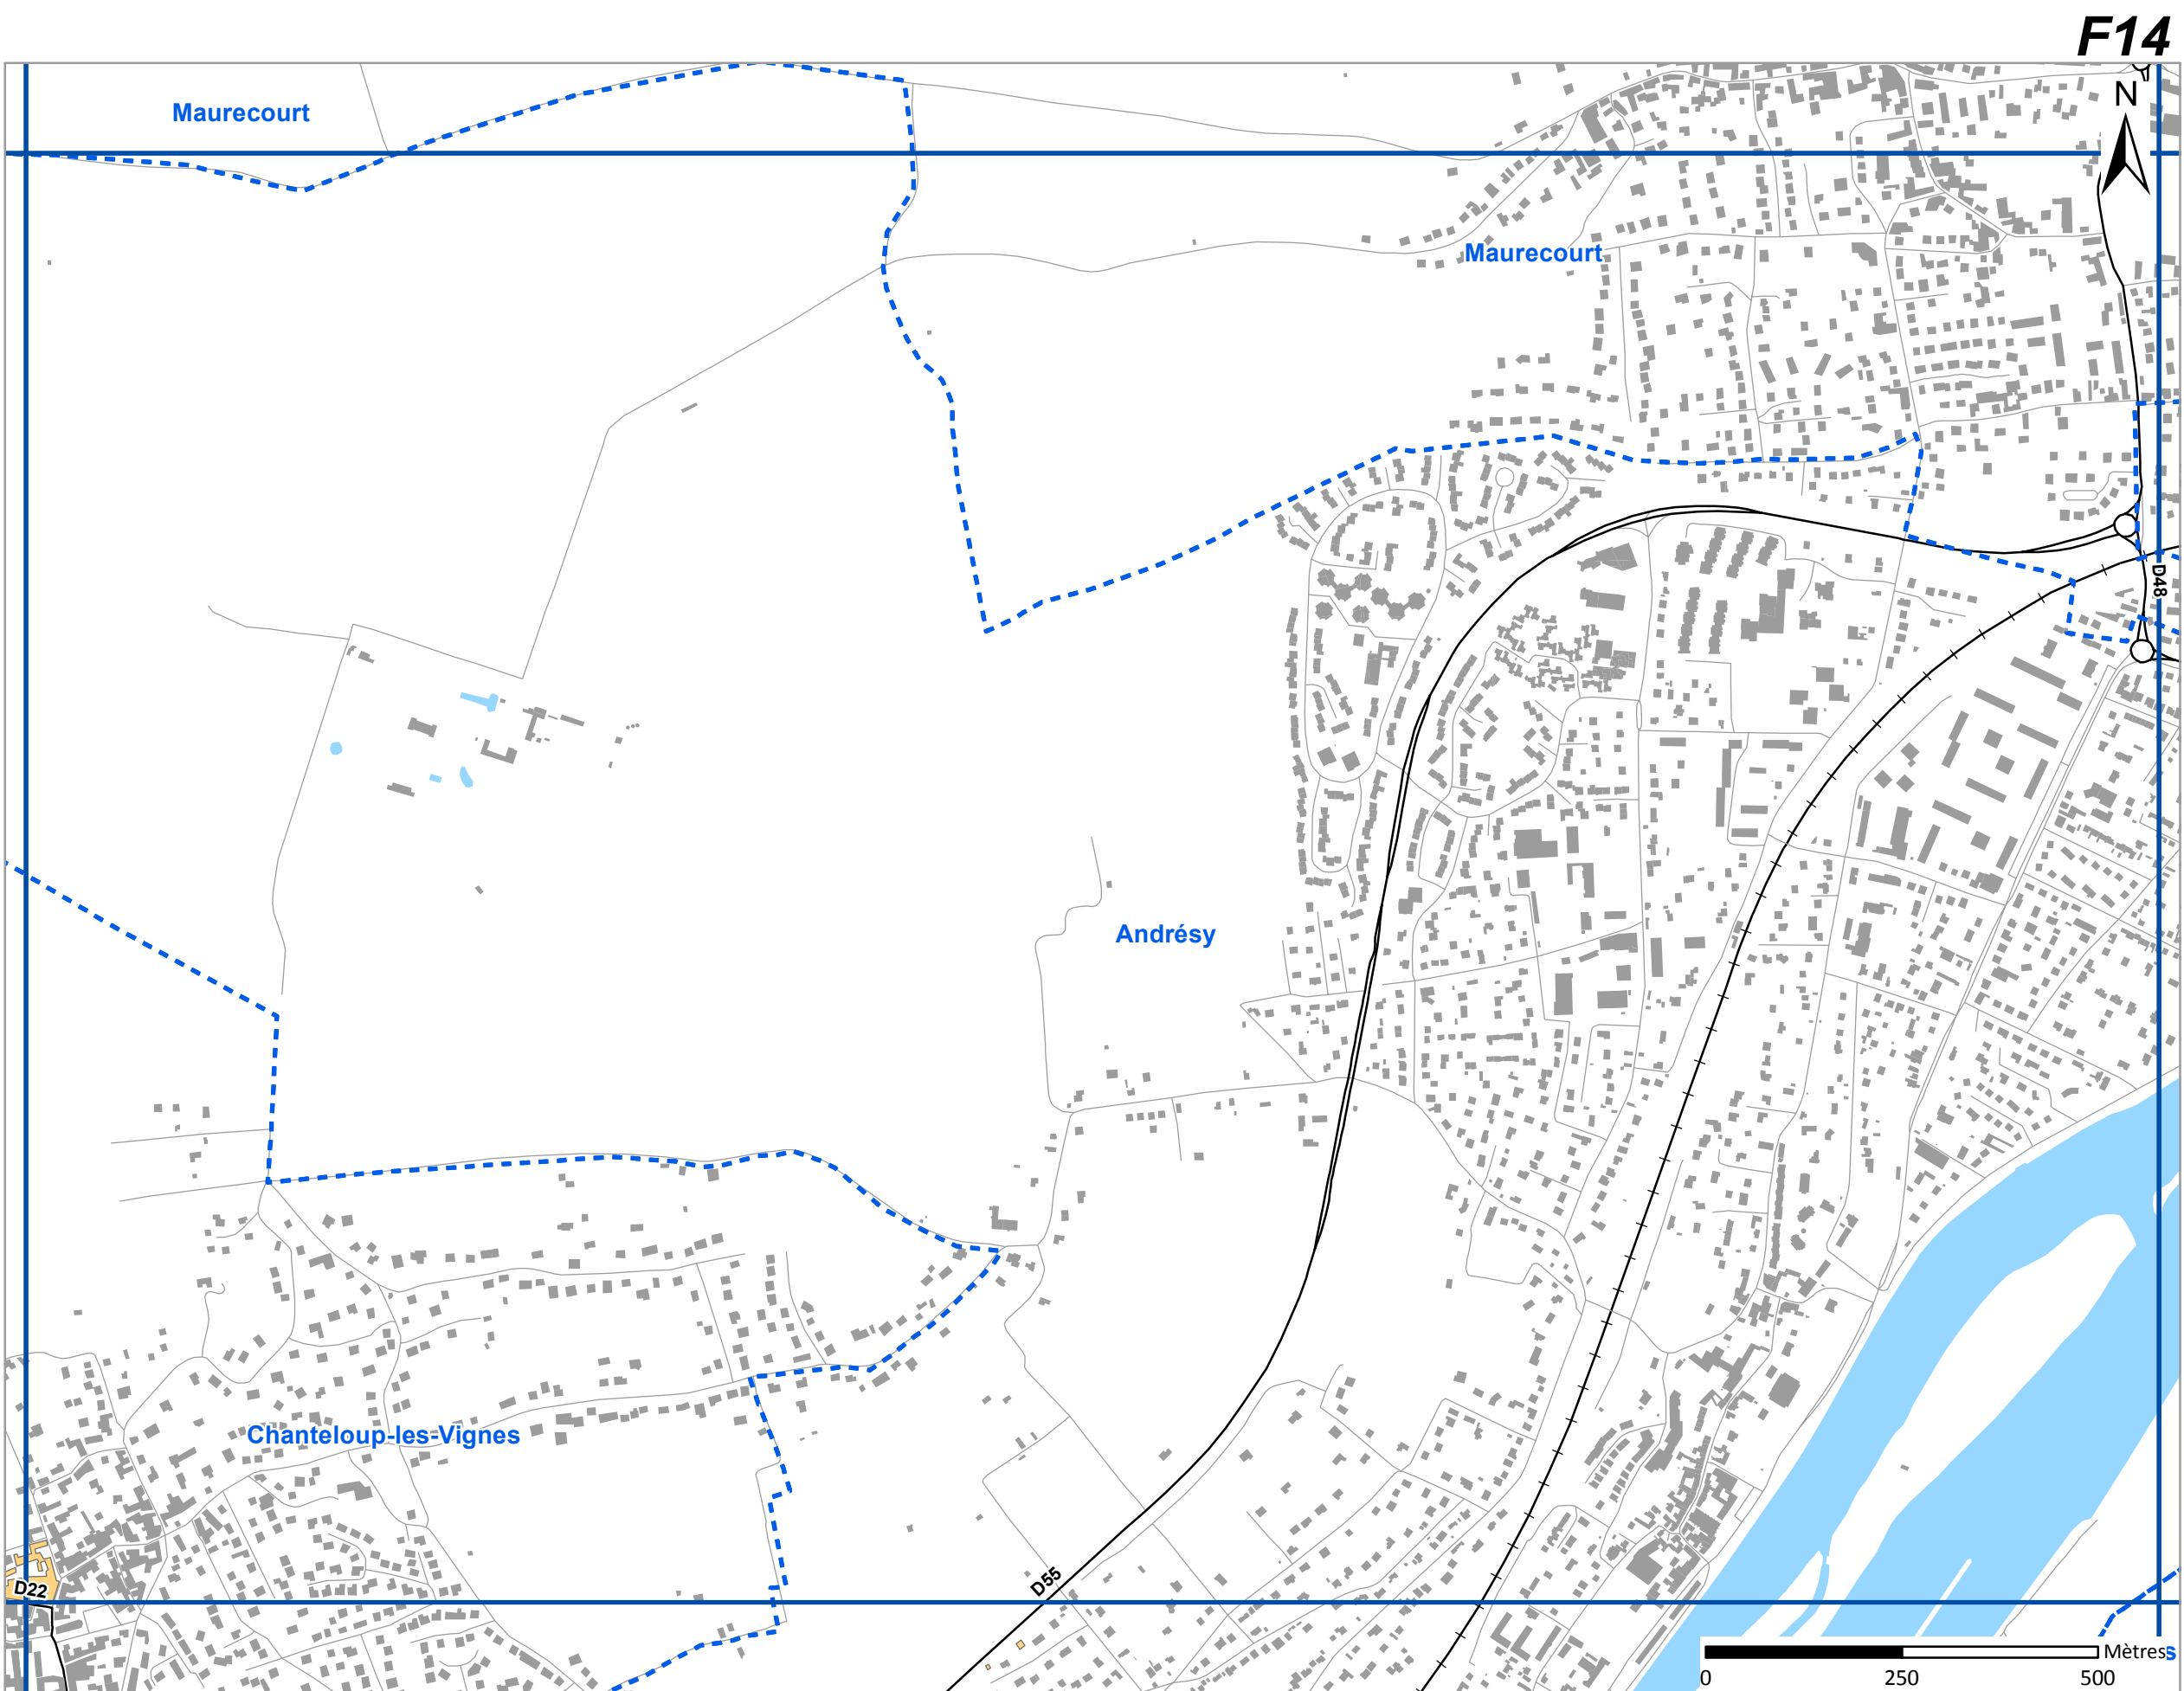 F14
N
Maurecourt
Maurecourt
D48
Andrésy
Chanteloup-les-Vignes
D22
D55
Mètres
0 250 500